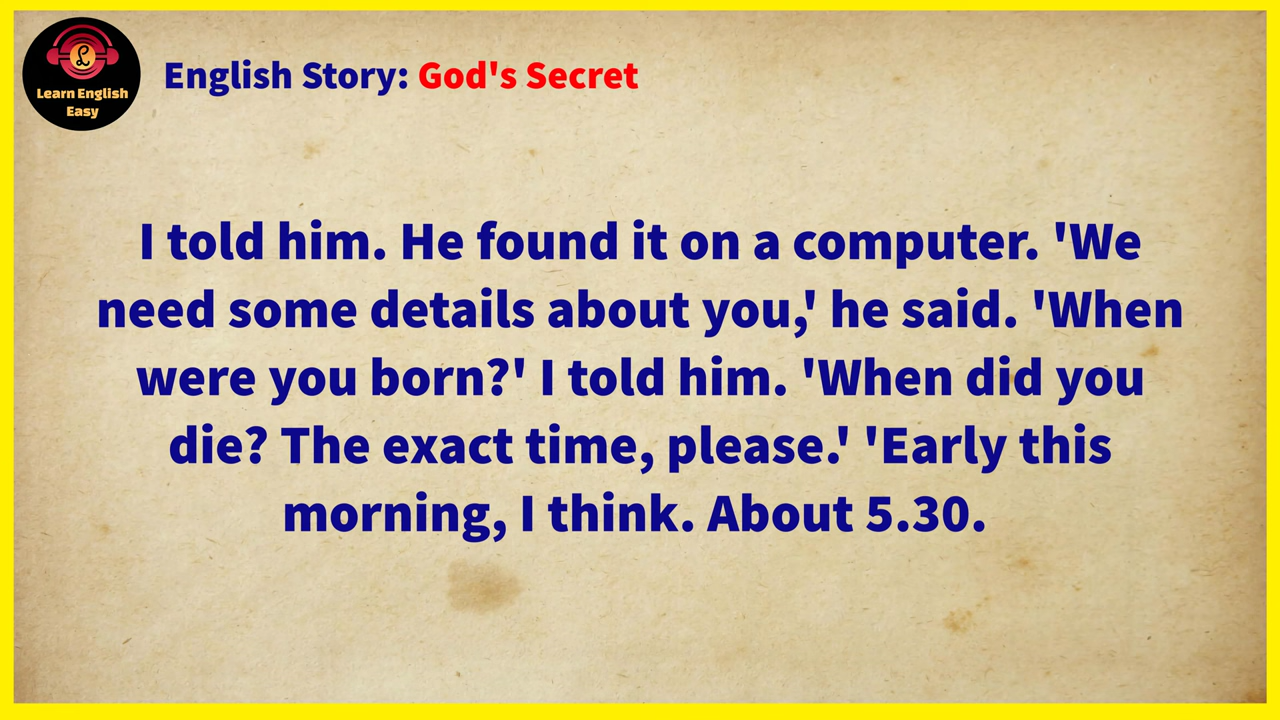 Learn English
Easy
English Story: God's Secret
I told him. He found it on a computer. 'We
need some details about you,' he said. 'When
were you born?' I told him. 'When did you
die? The exact time, please.' 'Early this
morning, I think. About 5.30.